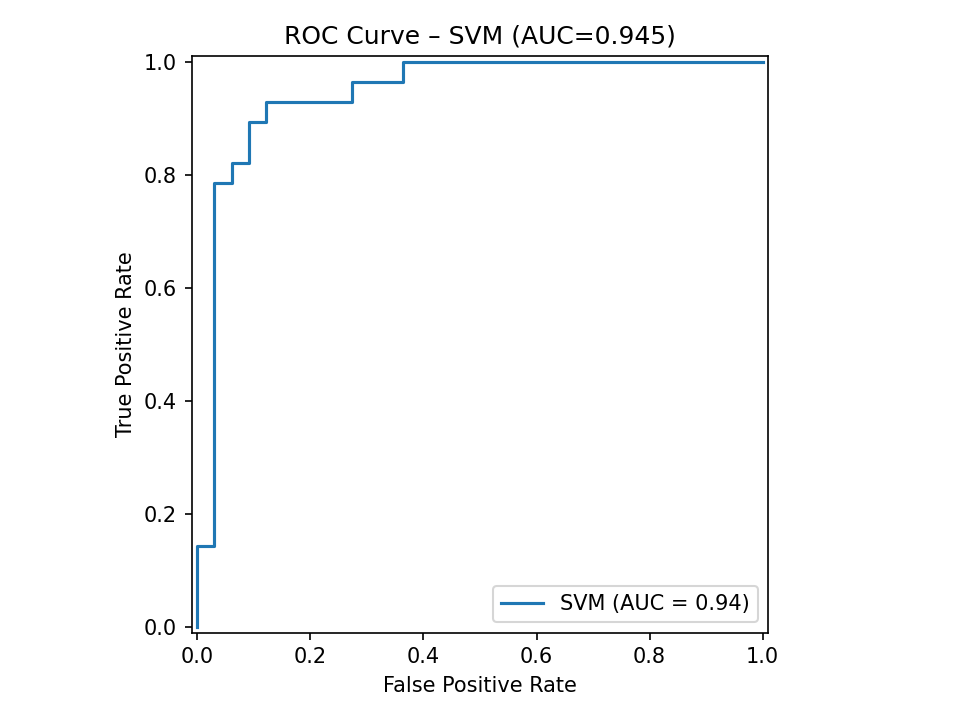 ROC Curve – SVM (AUC=0.945)
True Positive Rate
1.0
0.8
0.6
0.4
0.2
0.0
SVM (AUC = 0.94)
0.0 0.2 0.4 0.6 0.8 1.0
False Positive Rate